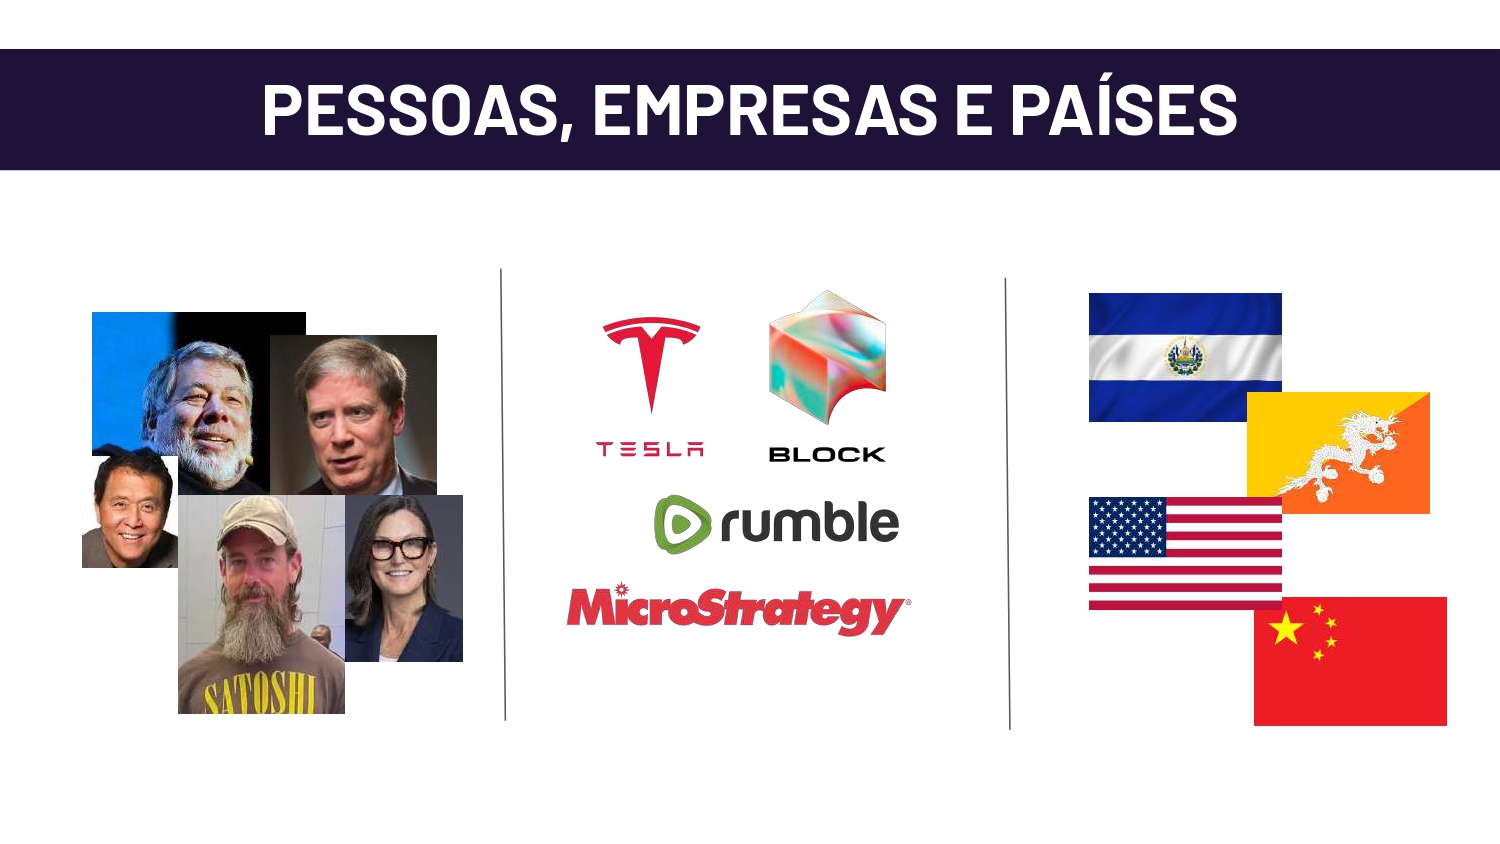 PESSOAS, EMPRESAS E PAÍSES
TESLA
BLOCK
rumble
MicroStrategy®
SATOSHI